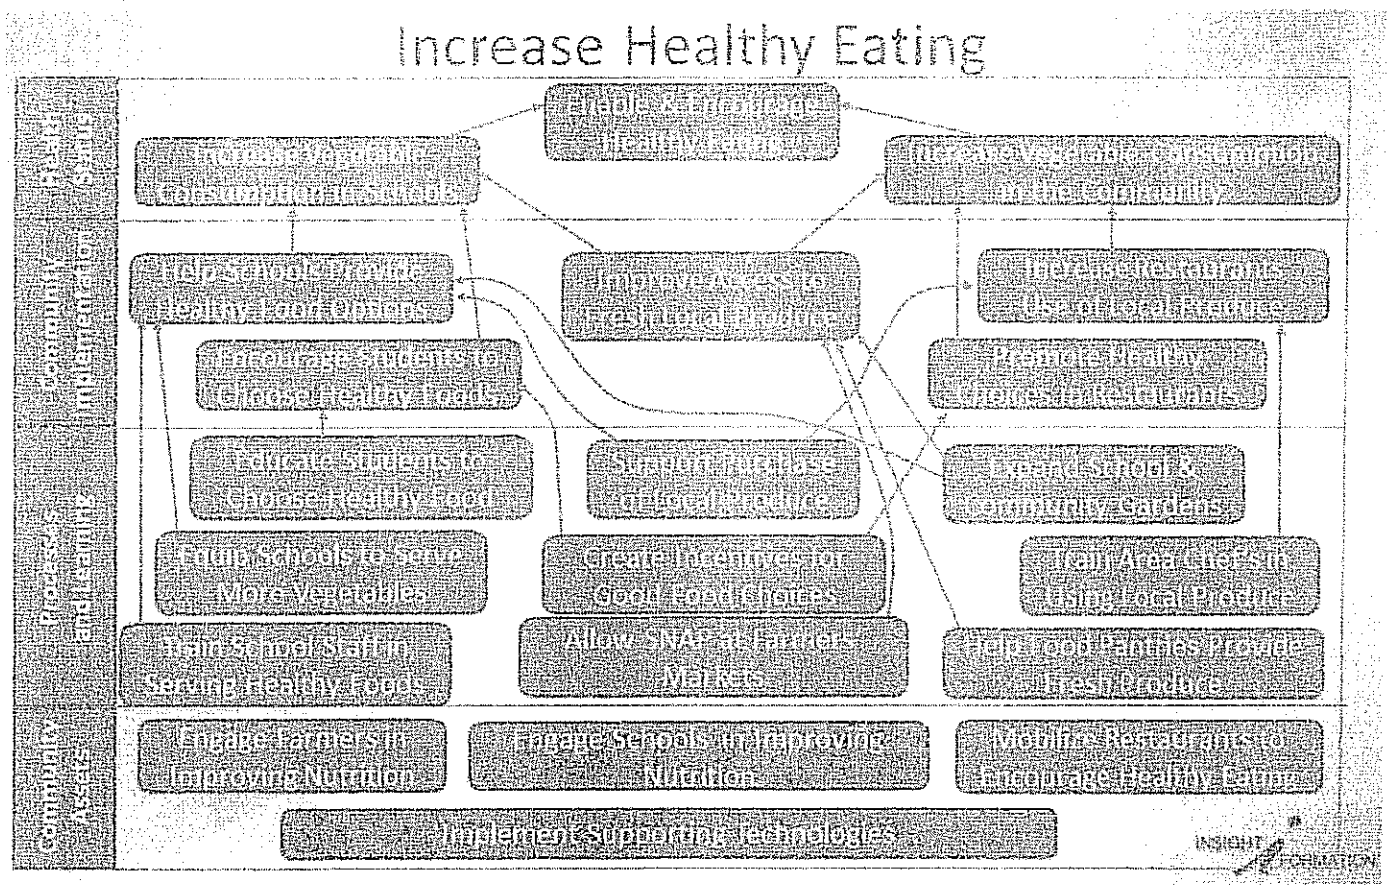 Increase Healthy Eating
Health
Status
Enable & Encourage
Healthy Eating
Increase Vegetable
Consumption in Schools
Increase Vegetable Consumption
in the Community
Community
Implementation
Help Schools Provide
Healthy Food Options
Improve Access to
Fresh Local Produce
Increase Restaurants'
Use of Local Produce
Encourage Students to
Choose Healthy Foods
Promote Healthy
Choices in Restaurants
Processes
and Learning
Educate Students to
Choose Healthy Food
Support Purchase
of Local Produce
Expand School &
Community Gardens
Equip Schools to Serve
More Vegetables
Create Incentives for
Good Food Choices
Train Area Chefs in
Using Local Produce
Train School Staff in
Serving Healthy Foods
Allow SNAP at Farmers
Markets
Help Food Pantries Provide
Fresh Produce
Community
Assets
Engage Farmers in
Improving Nutrition
Engage Schools in Improving
Nutrition
Mobilize Restaurants to
Encourage Healthy Eating
Implement Supporting Technologies
INSIGHT
FORMATION